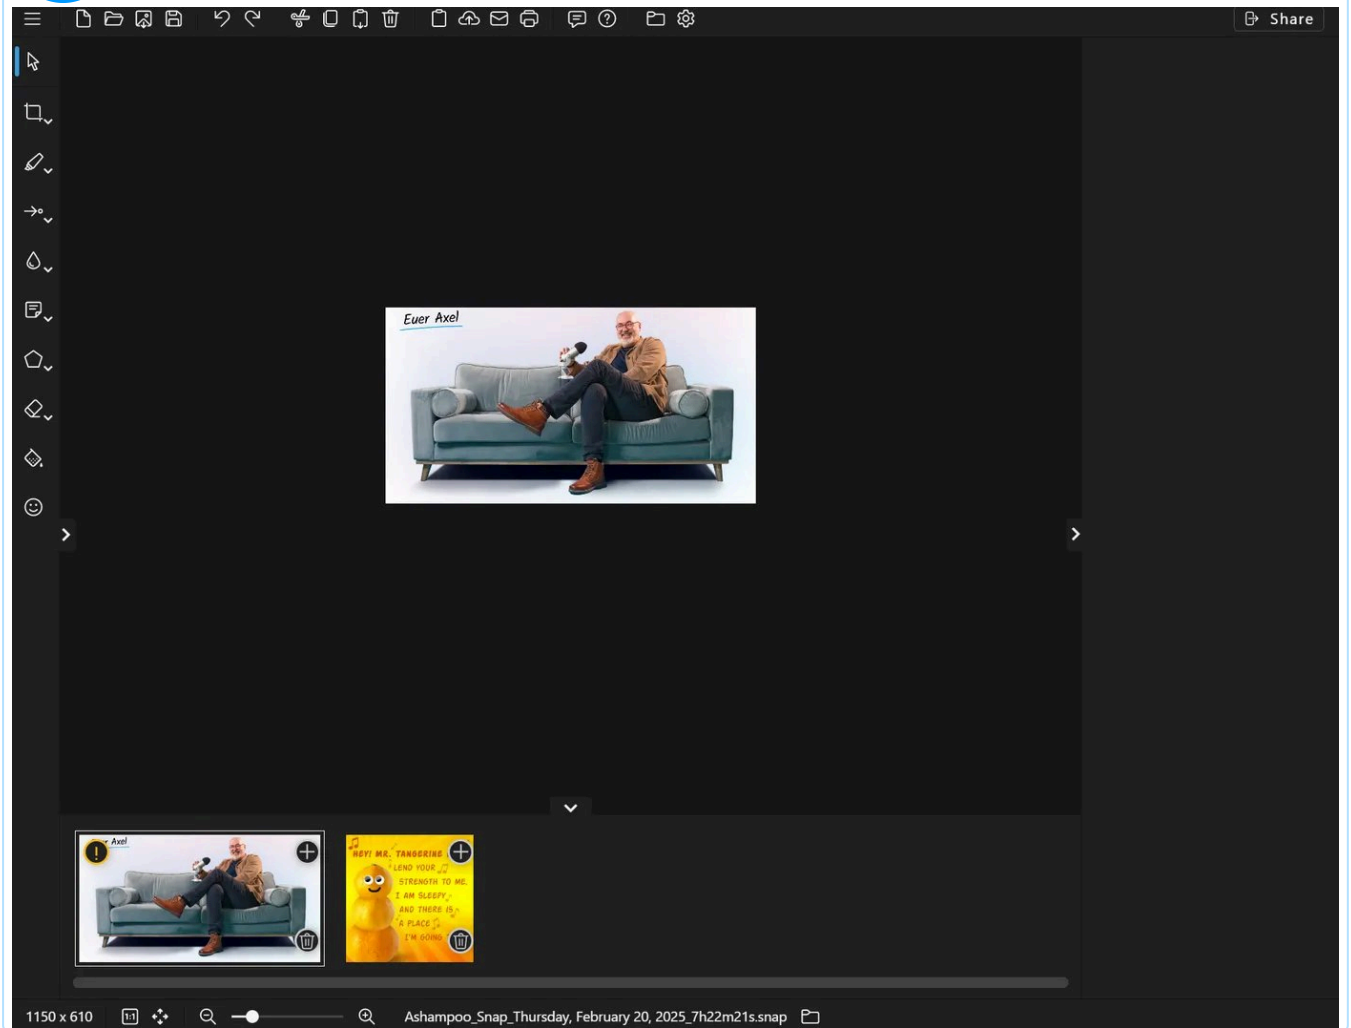 Share
Euer Axel
Axel
HEY! MR. TANGERINE
LEND YOUR
STRENGTH TO ME.
I AM SLEEPY
AND THERE IS
A PLACE
I'M GOING
1150 x 610
1:1
Ashampoo_Snap_Thursday, February 20, 2025_7h22m21s.snap